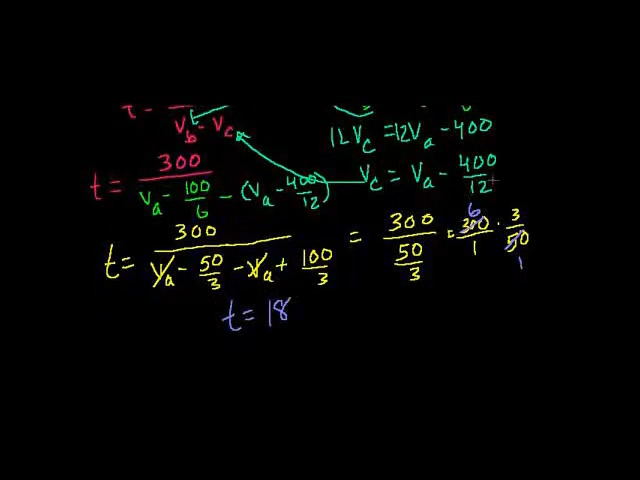 V_b - V_c
12V_c = 12V_a - 400
t = 300 / (V_a - 100/6 - (V_a - 400/12))
V_c = V_a - 400/12
t = 300 / (V_a - 50/3 - V_a + 100/3) = 300 / (50/3) = 300/1 · 3/50
6
1
t = 18